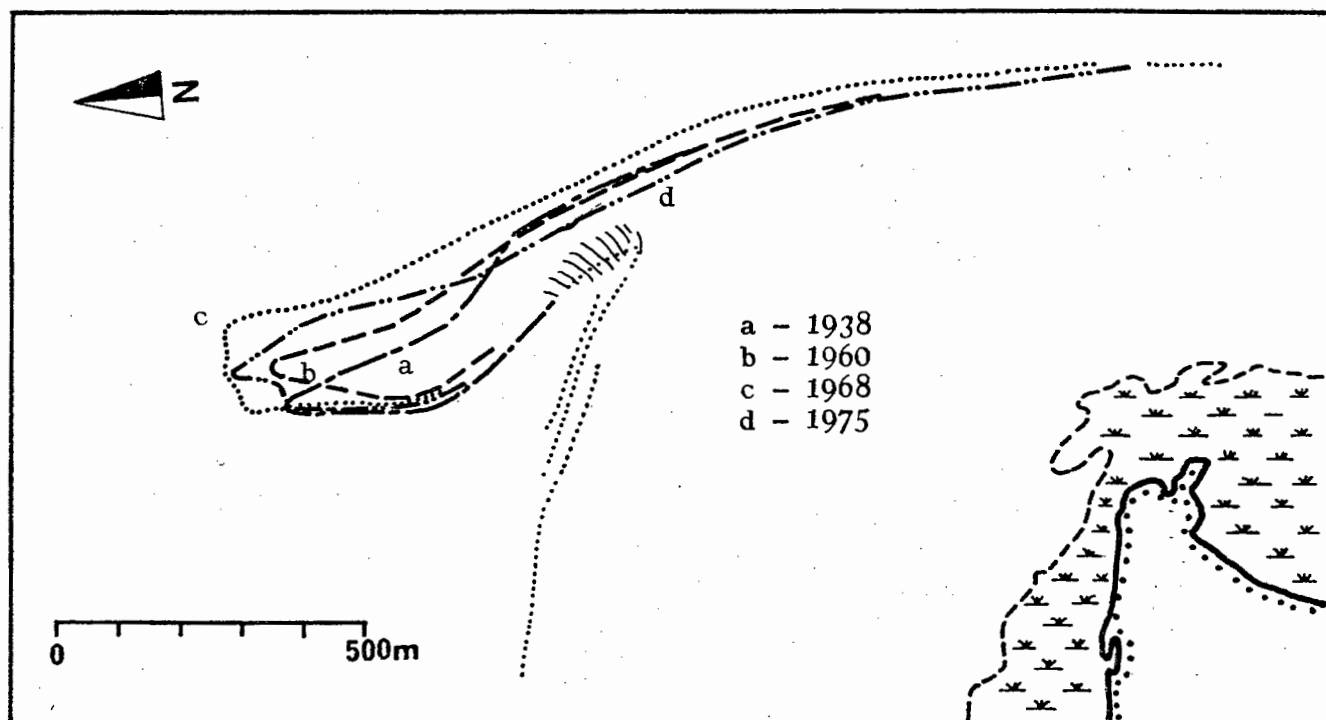 N
c
d
b
a
a – 1938
b – 1960
c – 1968
d – 1975
0 500m